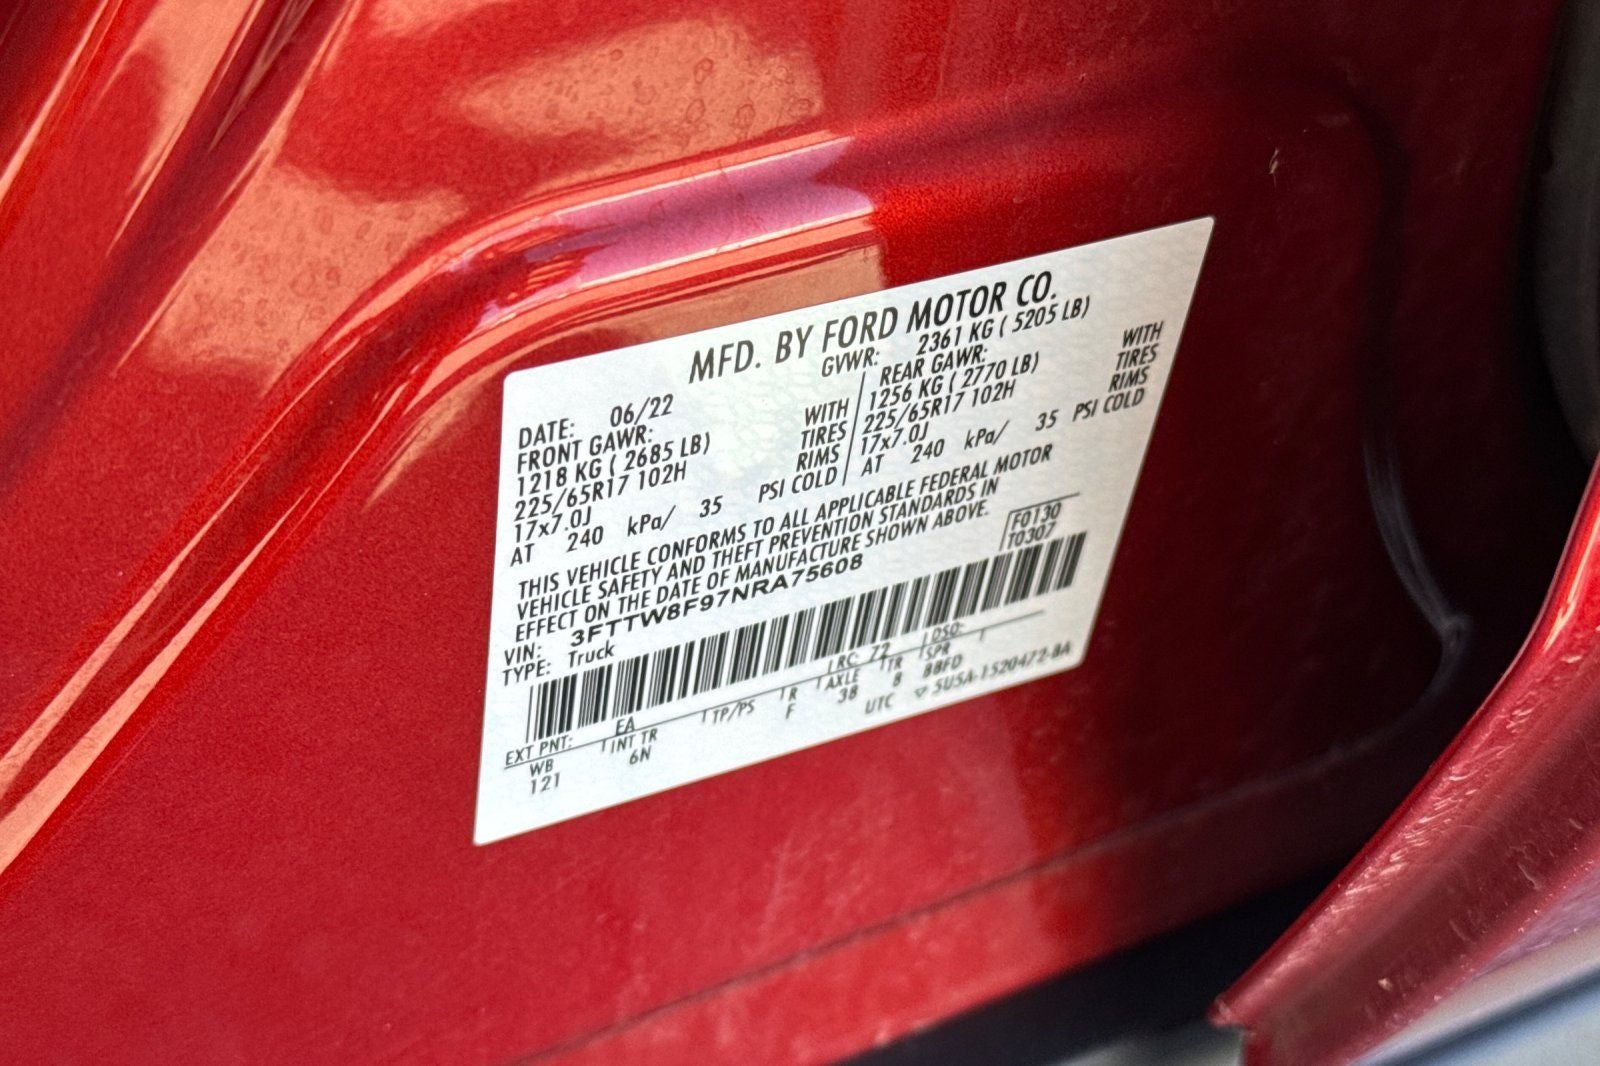 MFD. BY FORD MOTOR CO.
DATE: 06/22 GVWR: 2361 KG ( 5205 LB)
FRONT GAWR: REAR GAWR:
1218 KG ( 2685 LB) WITH 1256 KG ( 2770 LB) WITH
225/65R17 102H TIRES 225/65R17 102H TIRES
17x7.0J RIMS 17x7.0J RIMS
AT 240 kPa/ 35 PSI COLD AT 240 kPa/ 35 PSI COLD
THIS VEHICLE CONFORMS TO ALL APPLICABLE FEDERAL MOTOR
VEHICLE SAFETY AND THEFT PREVENTION STANDARDS IN
EFFECT ON THE DATE OF MANUFACTURE SHOWN ABOVE.
VIN: 3FTTW8F97NRA75608 F0130
TYPE: Truck T0307
EXT PNT: EA RC: 72 DSO:
WB INT TR TP/PS R AXLE TR SPR
121 6N F 38 8 BBFD
UTC ▽ 5U5A-1520472-BA